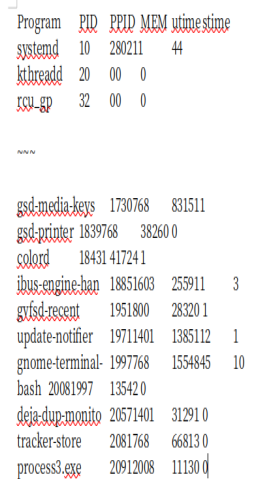 Program PID PPID MEM utime stime
systemd 10 280211 44
kthreadd 20 00 0
rcu_gp 32 00 0
~~~
gsd-media-keys 1730768 831511
gsd-printer 1839768 38260 0
colord 18431 41724 1
ibus-engine-han 18851603 255911 3
gvfsd-recent 1951800 28320 1
update-notifier 19711401 1385112 1
gnome-terminal- 1997768 1554845 10
bash 20081997 13542 0
deja-dup-monito 20571401 31291 0
tracker-store 2081768 66813 0
process3.exe 20912008 11130 0